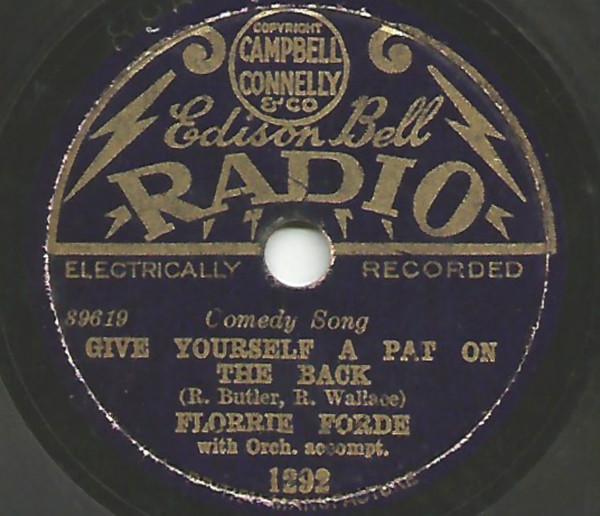 COPYRIGHT
CAMPBELL
CONNELLY
& CO
Edison Bell
RADIO
ELECTRICALLY RECORDED
89619 Comedy Song
GIVE YOURSELF A PAT ON
THE BACK
(R. Butler, R. Wallace)
FLORRIE FORDE
with Orch. accompt.
1292
MANUFACTURE